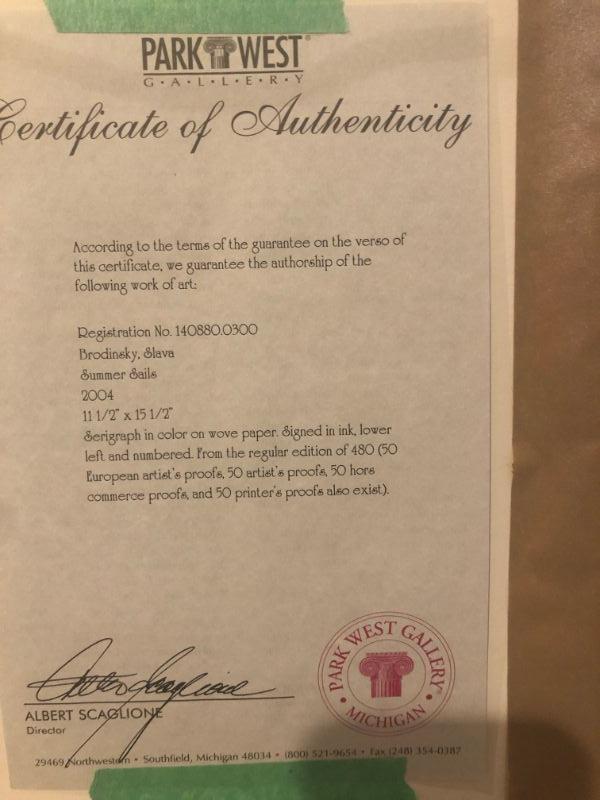 PARK WEST®
G•A•L•L•E•R•Y
Certificate of Authenticity
According to the terms of the guarantee on the verso of
this certificate, we guarantee the authorship of the
following work of art:
Registration No. 140880.0300
Brodinsky, Slava
Summer Sails
2004
11 1/2" x 15 1/2"
Serigraph in color on wove paper. Signed in ink, lower
left and numbered. From the regular edition of 480 (50
European artist's proofs, 50 artist's proofs, 50 hors
commerce proofs, and 50 printer's proofs also exist).
Albert Scaglione
ALBERT SCAGLIONE
Director
PARK WEST GALLERY®
• MICHIGAN •
29469 Northwestern • Southfield, Michigan 48034 • (800) 521-9654 • Fax (248) 354-0387